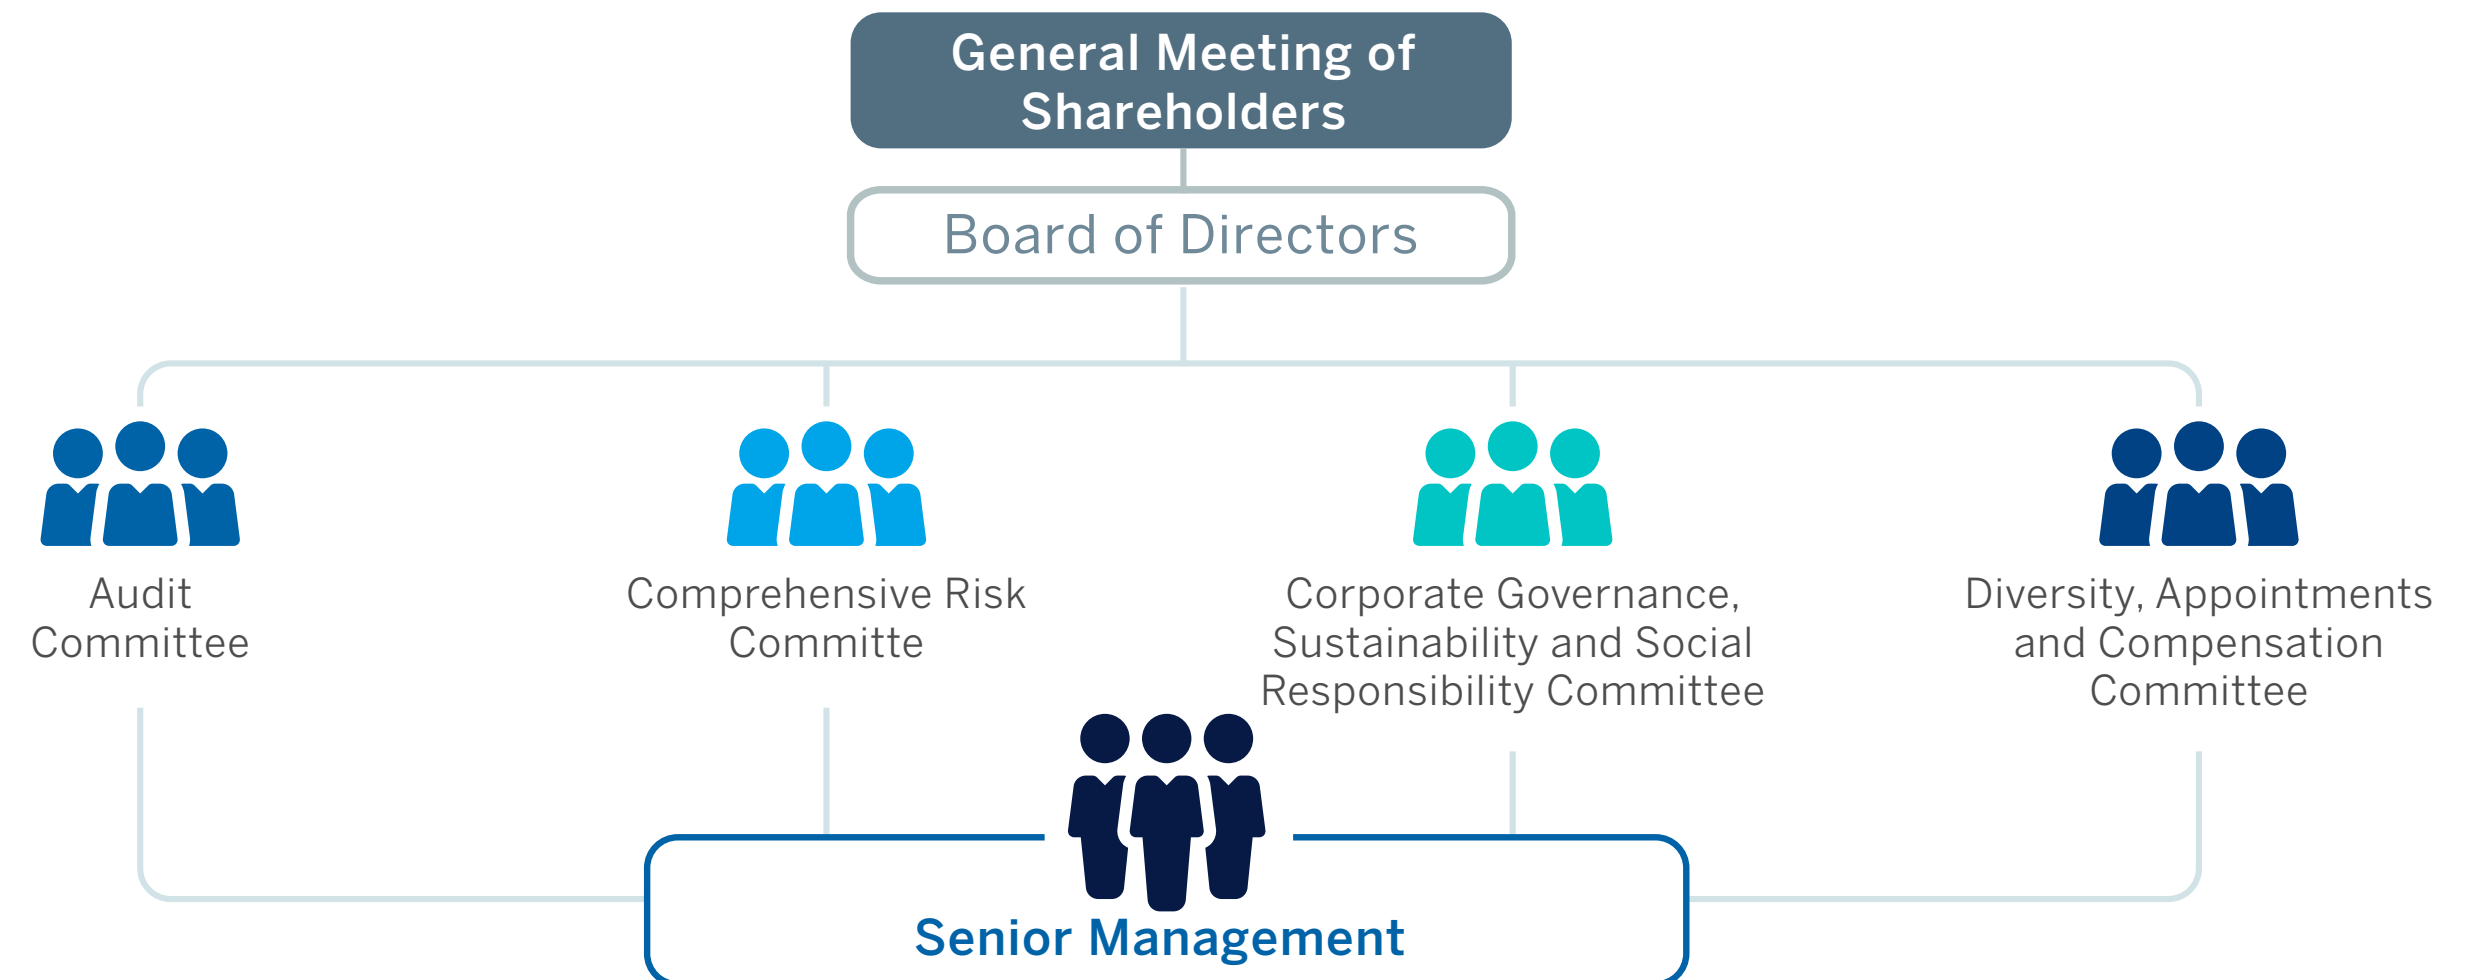 General Meeting of
Shareholders
Board of Directors
Audit
Committee
Comprehensive Risk
Committe
Corporate Governance,
Sustainability and Social
Responsibility Committee
Diversity, Appointments
and Compensation
Committee
Senior Management